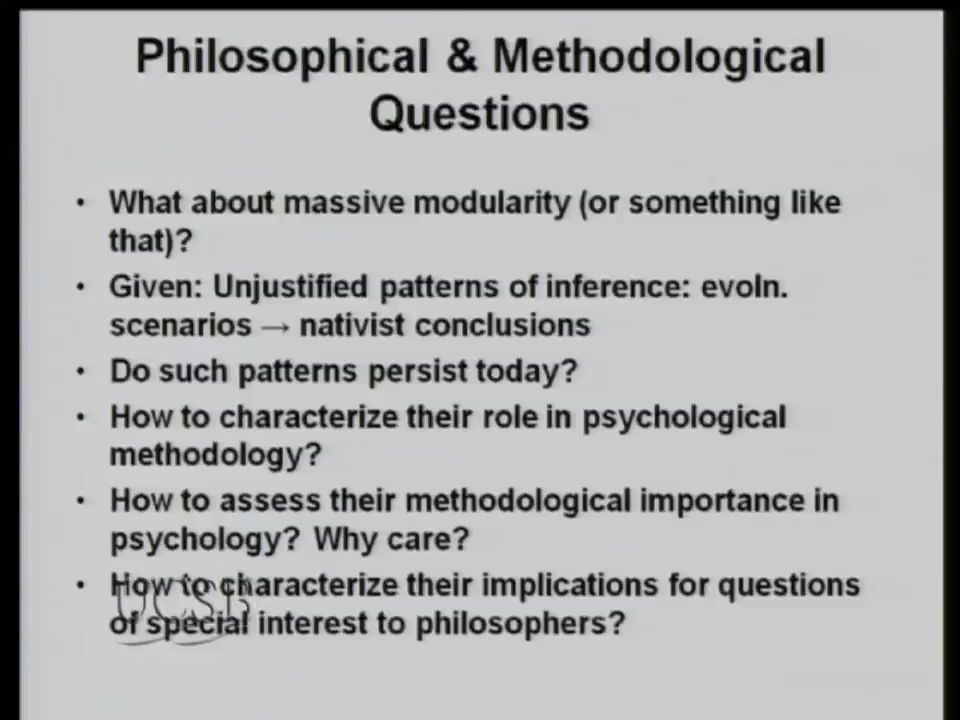 Philosophical & Methodological
Questions
• What about massive modularity (or something like
that)?
• Given: Unjustified patterns of inference: evoln.
scenarios → nativist conclusions
• Do such patterns persist today?
• How to characterize their role in psychological
methodology?
• How to assess their methodological importance in
psychology? Why care?
• How to characterize their implications for questions
of special interest to philosophers?
UCSB